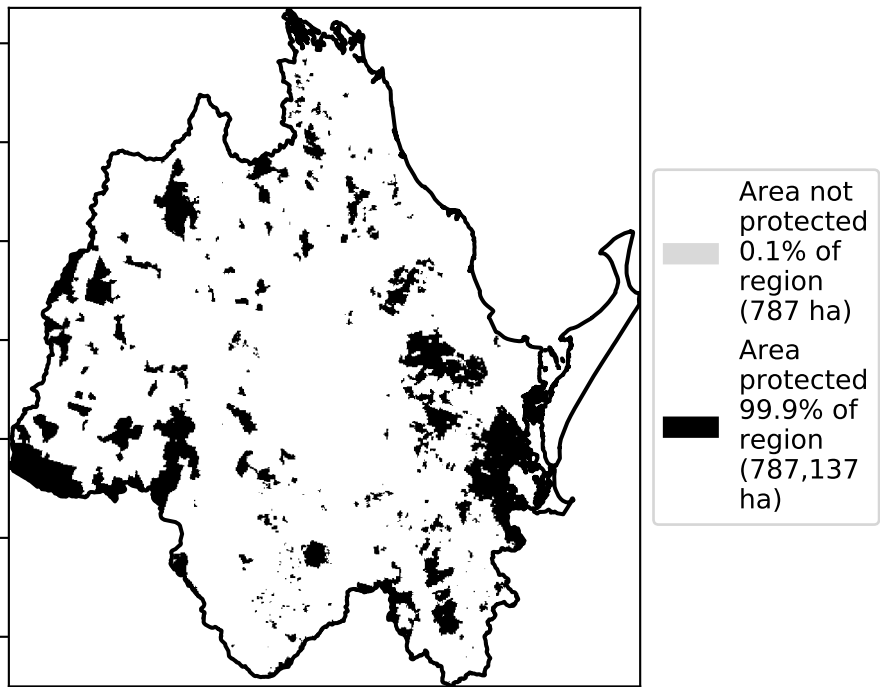 Area not
protected
0.1% of
region
(787 ha)
Area
protected
99.9% of
region
(787,137
ha)